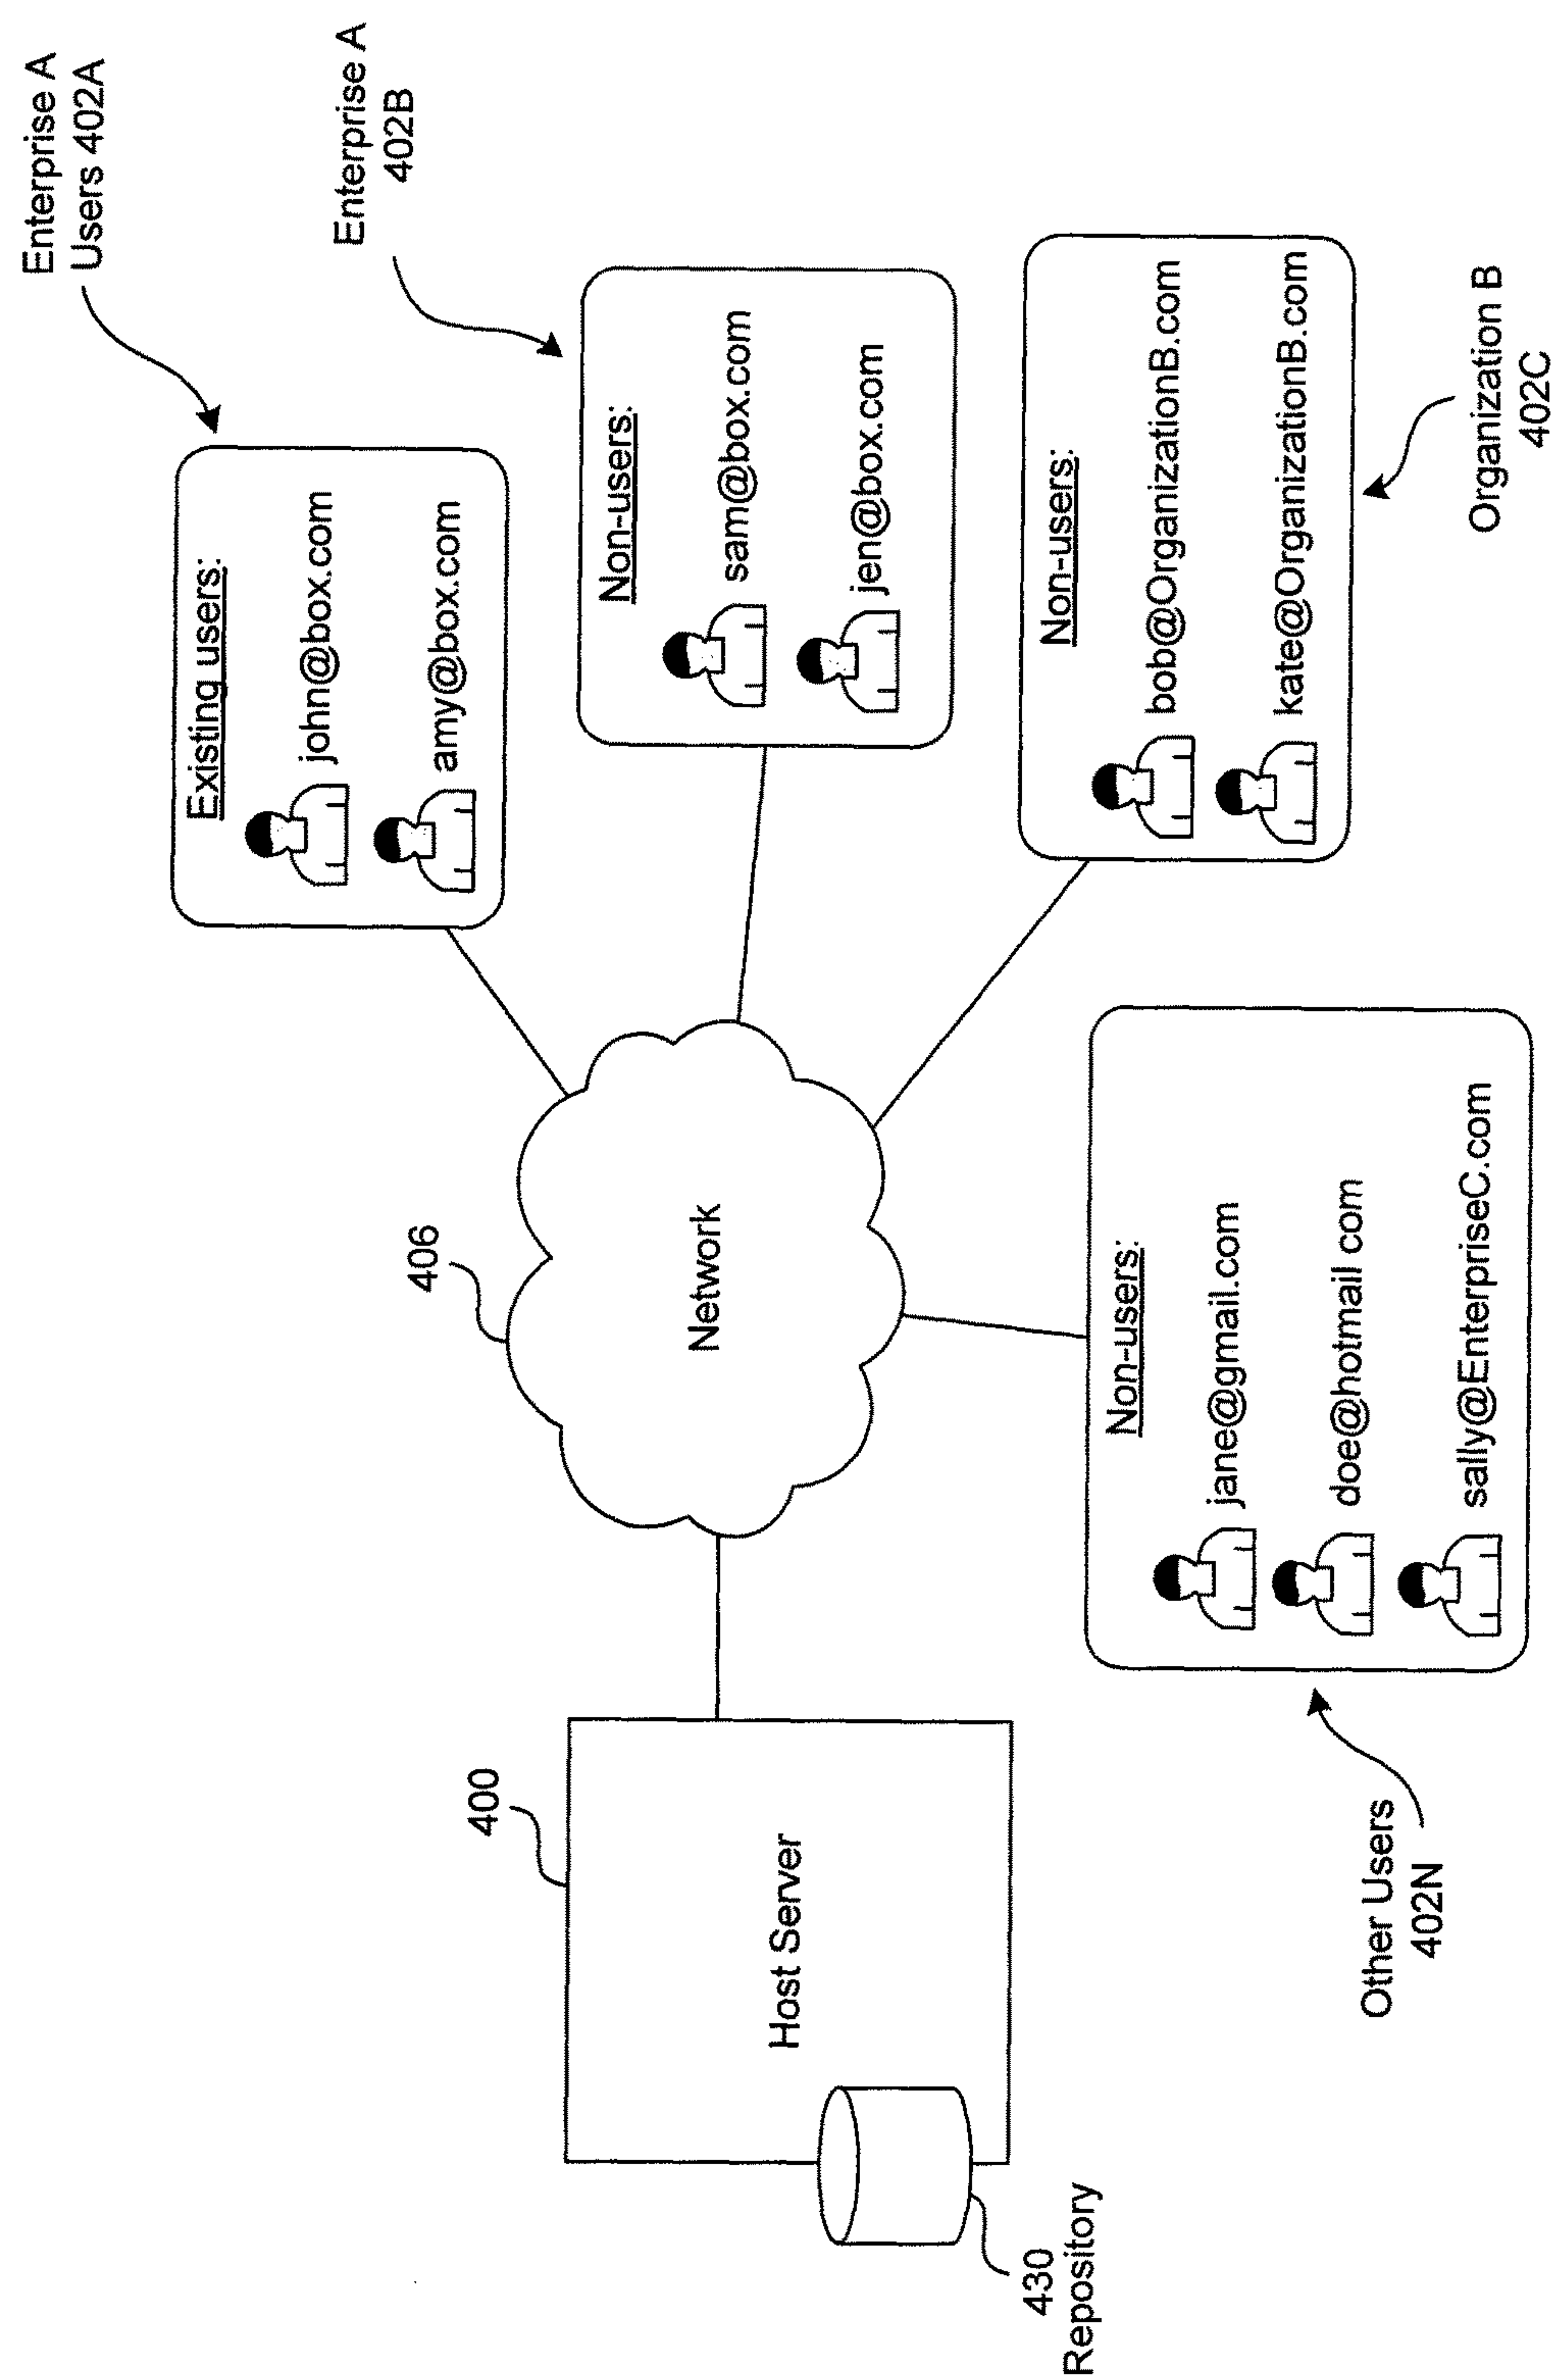 Enterprise A
Users 402A
Existing users:
john@box.com
amy@box.com
Enterprise A
402B
Non-users:
sam@box.com
jen@box.com
406
Network
400
Host Server
430
Repository
Non-users:
bob@OrganizationB.com
kate@OrganizationB.com
Organization B
402C
Non-users:
jane@gmail.com
doe@hotmail com
sally@EnterpriseC.com
Other Users
402N